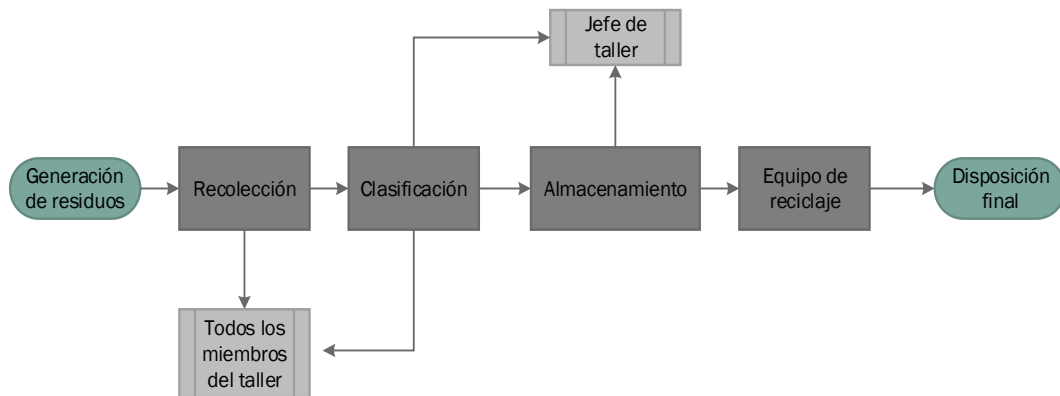 Jefe de
taller
Generación
de residuos
Recolección
Clasificación
Almacenamiento
Equipo de
reciclaje
Disposición
final
Todos los
miembros
del taller